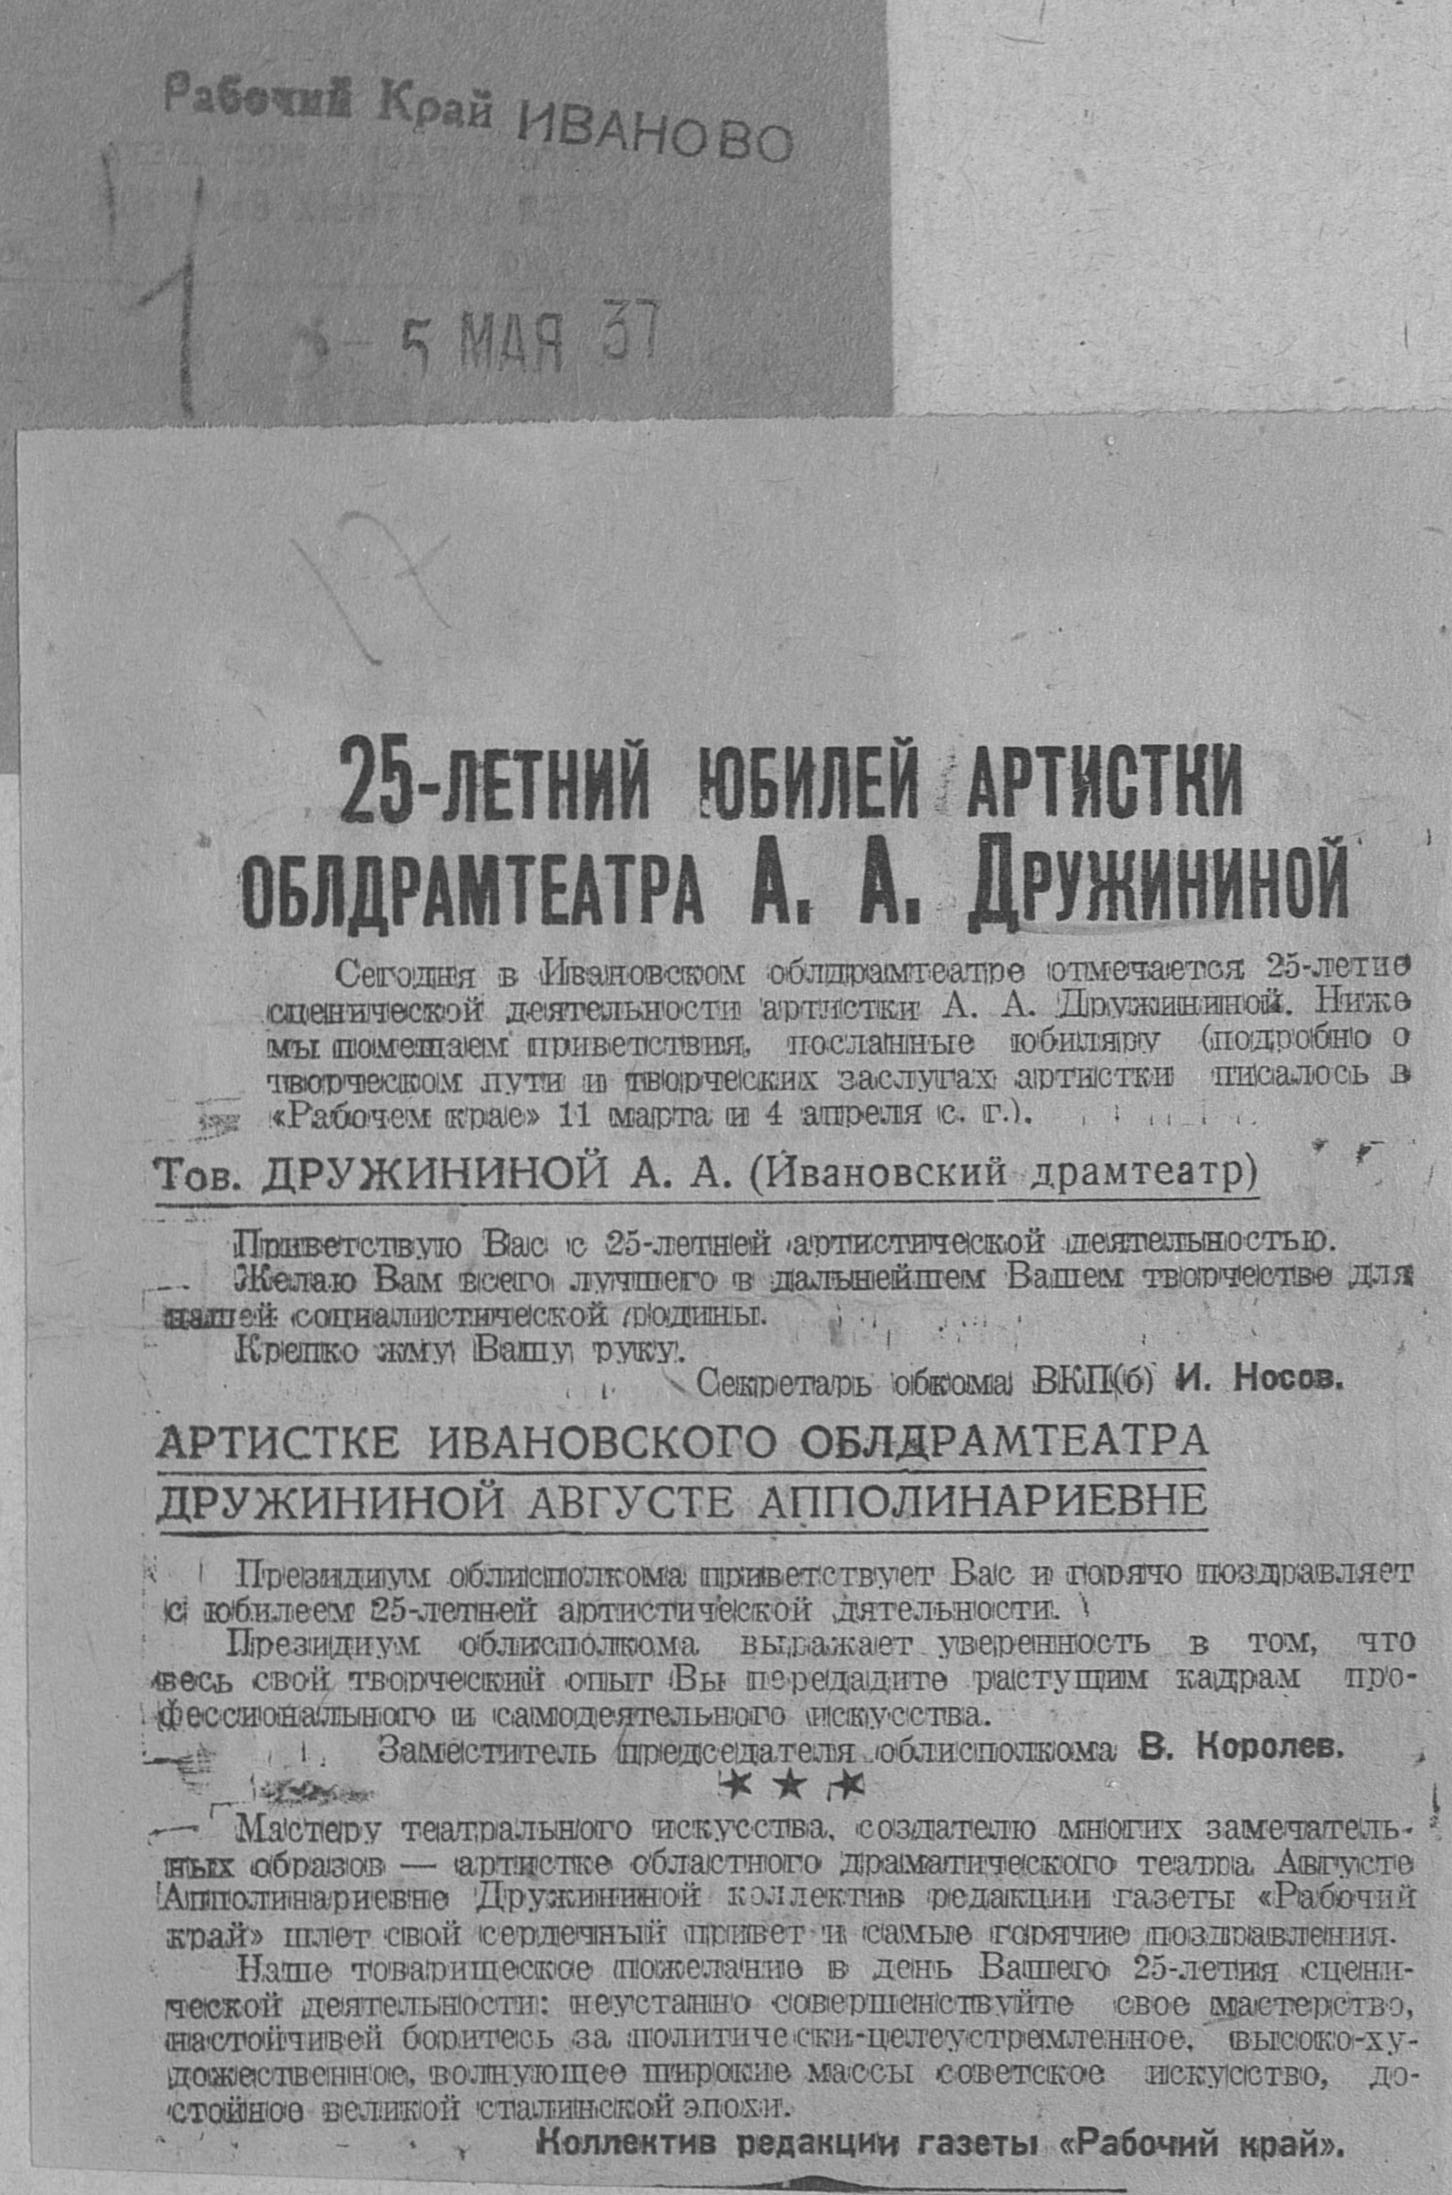 Рабочий Край ИВАНОВО
5 МАЯ 37
17
25-ЛЕТНИЙ ЮБИЛЕЙ АРТИСТКИ
ОБЛДРАМТЕАТРА А. А. ДРУЖИНИНОЙ
Сегодня в Ивановском облдрамтеатре отмечается 25-летие
сценической деятельности артистки А. А. Дружининой. Ниже
мы помещаем приветствия, посланные юбиляру (подробно о
творческом пути и творческих заслугах артистки писалось в
«Рабочем крае» 11 марта и 4 апреля с. г.).
Тов. ДРУЖИНИНОЙ А. А. (Ивановский драмтеатр)
Приветствую Вас с 25-летней артистической деятельностью.
Желаю Вам всего лучшего в дальнейшем Вашем творчестве для
нашей социалистической родины.
Крепко жму Вашу руку.
Секретарь обкома ВКП(б) И. Носов.
АРТИСТКЕ ИВАНОВСКОГО ОБЛДРАМТЕАТРА
ДРУЖИНИНОЙ АВГУСТЕ АППОЛИНАРИЕВНЕ
Президиум облисполкома приветствует Вас и горячо поздравляет
с юбилеем 25-летней артистической дятельности.
Президиум облисполкома выражает уверенность в том, что
весь свой творческий опыт Вы передадите растущим кадрам про-
фессионального и самодеятельного искусства.
Заместитель председателя облисполкома В. Королев.
★ ★ ★
Мастеру театрального искусства, создателю многих замечатель-
ных образов — артистке областного драматического театра Августе
Апполинариевне Дружининой коллектив редакции газеты «Рабочий
край» шлет свой сердечный привет и самые горячие поздравления.
Наше товарищеское пожелание в день Вашего 25-летия сцени-
ческой деятельности: неустанно совершенствуйте свое мастерство,
настойчивей боритесь за политически-целеустремленное, высоко-ху-
дожественное, волнующее широкие массы советское искусство, до-
стойное великой сталинской эпохи.
Коллектив редакции газеты «Рабочий край».